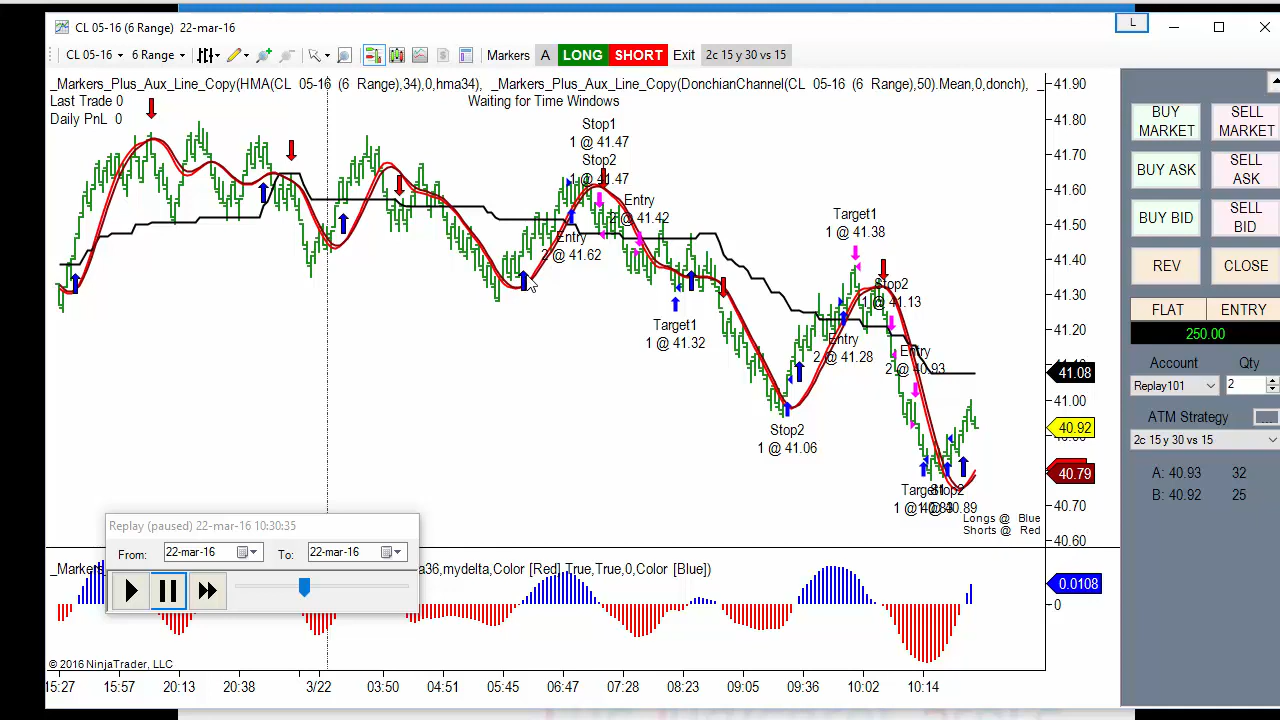 CL 05-16 (6 Range) 22-mar-16
L
CL 05-16 6 Range Markers A LONG SHORT Exit 2c 15 y 30 vs 15
_Markers_Plus_Aux_Line_Copy(HMA(CL 05-16 (6 Range),34),0,hma34), _Markers_Plus_Aux_Line_Copy(DonchianChannel(CL 05-16 (6 Range),50).Mean,0,donch), _
Last Trade 0
Waiting for Time Windows
Daily PnL 0
Stop1
1 @ 41.47
Stop2
1 @ 41.47
Entry
2 @ 41.42
Entry
2 @ 41.62
Target1
1 @ 41.32
Target1
1 @ 41.38
Stop2
1 @ 41.13
Entry
2 @ 41.28
Entry
2 @ 40.93
Stop2
1 @ 41.06
Target1
Stop2
1 @
40.89
Longs @ Blue
Shorts @ Red
41.90
41.80
41.70
41.60
41.50
41.40
41.30
41.20
41.08
41.00
40.92
40.79
40.70
40.60
0.0108
0
BUY MARKET
SELL MARKET
BUY ASK
SELL ASK
BUY BID
SELL BID
REV
CLOSE
FLAT
ENTRY
250.00
Account Qty
Replay101 2
ATM Strategy
2c 15 y 30 vs 15
A: 40.93 32
B: 40.92 25
Replay (paused) 22-mar-16 10:30:35
From: 22-mar-16 To: 22-mar-16
_Markers
a36,mydelta,Color [Red],True,True,0,Color [Blue])
© 2016 NinjaTrader, LLC
15:27 15:57 20:13 20:38 3/22 03:50 04:51 05:45 06:47 07:28 08:23 09:05 09:36 10:02 10:14